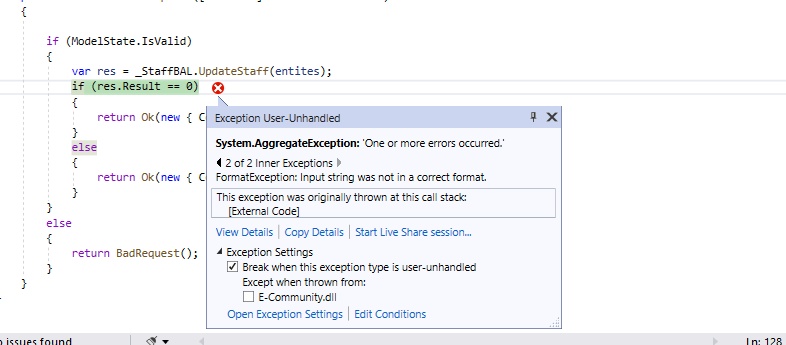 {
if (ModelState.IsValid)
{
var res = _StaffBAL.UpdateStaff(entites);
if (res.Result == 0)
{
return Ok(new { C
}
else
{
return Ok(new { C
}
}
else
{
return BadRequest();
}
}
Exception User-Unhandled
System.AggregateException: 'One or more errors occurred.'
2 of 2 Inner Exceptions
FormatException: Input string was not in a correct format.
This exception was originally thrown at this call stack:
[External Code]
View Details | Copy Details | Start Live Share session...
Exception Settings
Break when this exception type is user-unhandled
Except when thrown from:
E-Community.dll
Open Exception Settings | Edit Conditions
issues found
Ln: 128